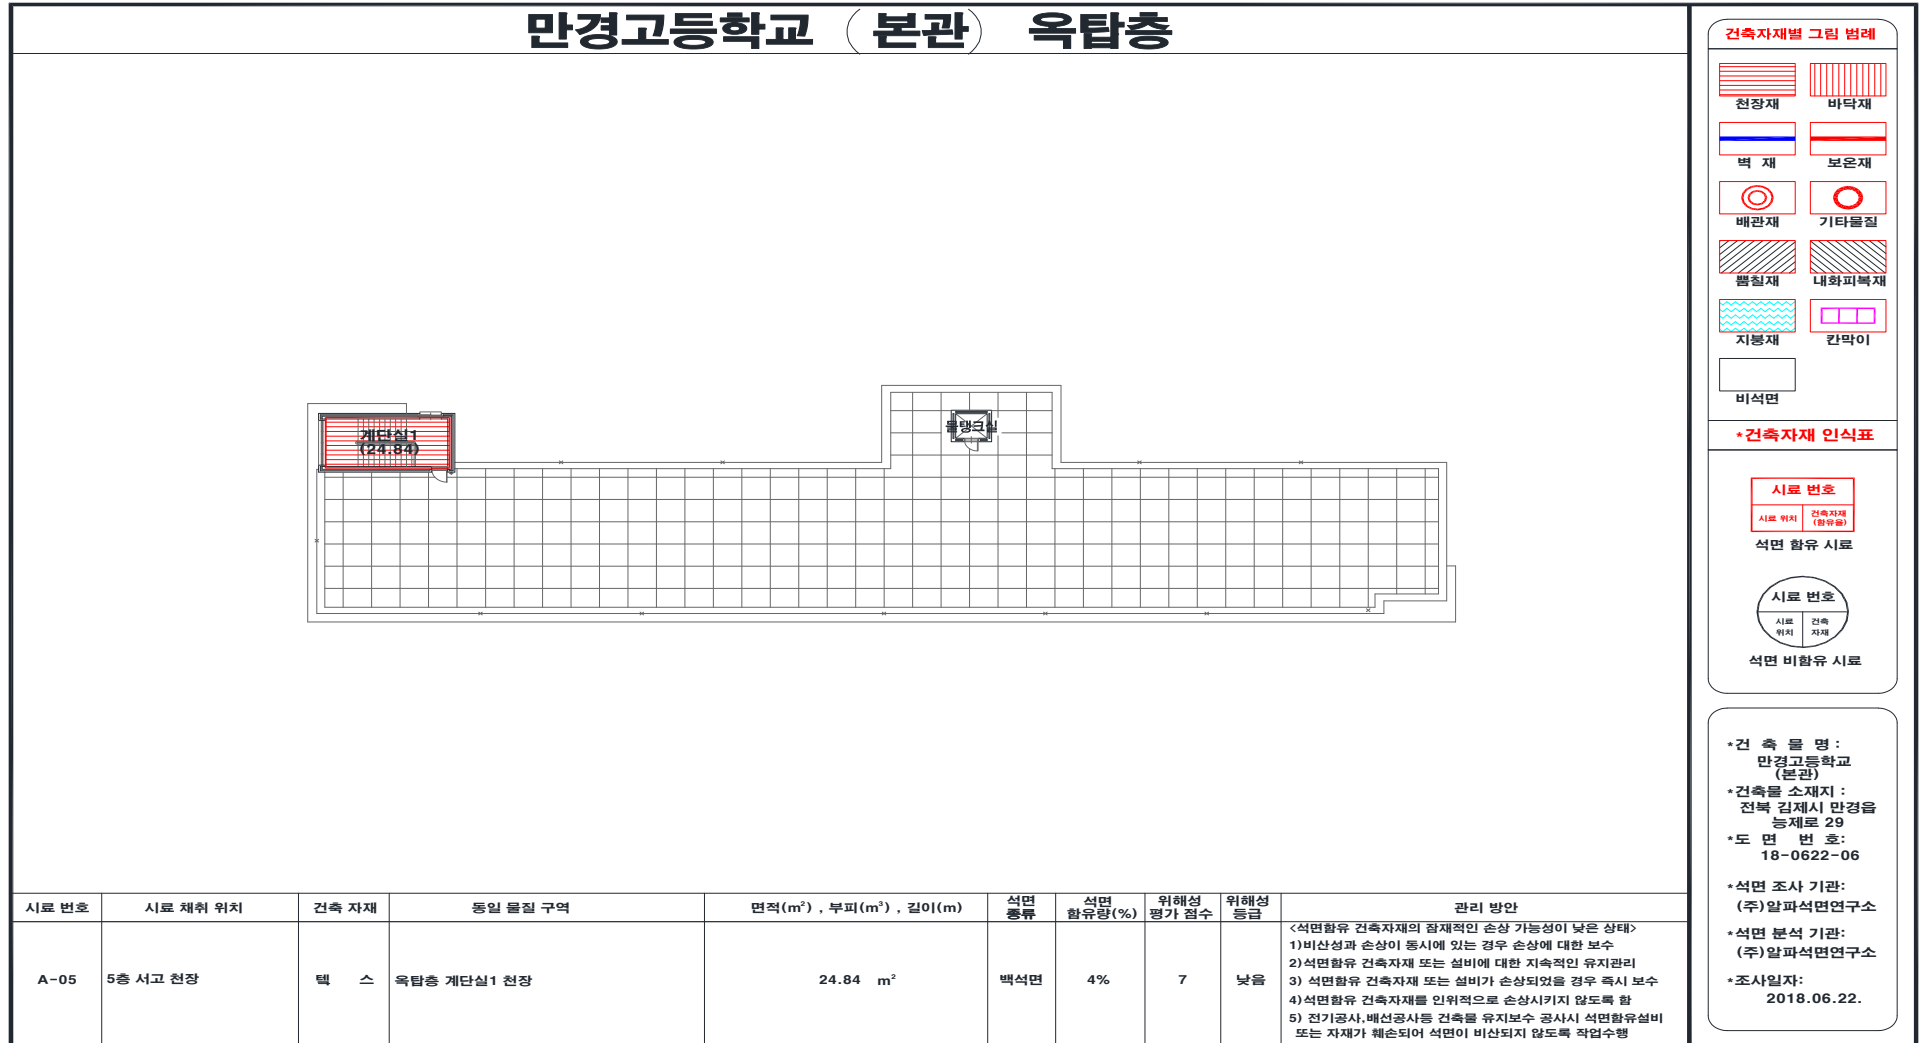 만경고등학교 (본관) 옥탑층
계단실1
(24.84)
물탱크실
시료 번호 시료 채취 위치 건축 자재 동일 물질 구역 면적(m²) , 부피(m³) , 길이(m) 석면 종류 석면 함유량(%) 위해성 평가 점수 위해성 등급 관리 방안
A-05 5층 서고 천장 텍 스 옥탑층 계단실1 천장 24.84 m² 백석면 4% 7 낮음
<석면함유 건축자재의 잠재적인 손상 가능성이 낮은 상태>
1)비산성과 손상이 동시에 있는 경우 손상에 대한 보수
2)석면함유 건축자재 또는 설비에 대한 지속적인 유지관리
3) 석면함유 건축자재 또는 설비가 손상되었을 경우 즉시 보수
4)석면함유 건축자재를 인위적으로 손상시키지 않도록 함
5) 전기공사,배선공사등 건축물 유지보수 공사시 석면함유설비
또는 자재가 훼손되어 석면이 비산되지 않도록 작업수행
건축자재별 그림 범례
천장재 바닥재
벽 재 보온재
배관재 기타물질
뿜칠재 내화피복재
지붕재 칸막이
비석면
*건축자재 인식표
시료 번호
시료 위치 건축자재
(함유율)
석면 함유 시료
시료 번호
시료 건축
위치 자재
석면 비함유 시료
*건 축 물 명 :
만경고등학교
(본관)
*건축물 소재지 :
전북 김제시 만경읍
능제로 29
*도 면 번 호:
18-0622-06
*석면 조사 기관:
(주)알파석면연구소
*석면 분석 기관:
(주)알파석면연구소
*조사일자:
2018.06.22.